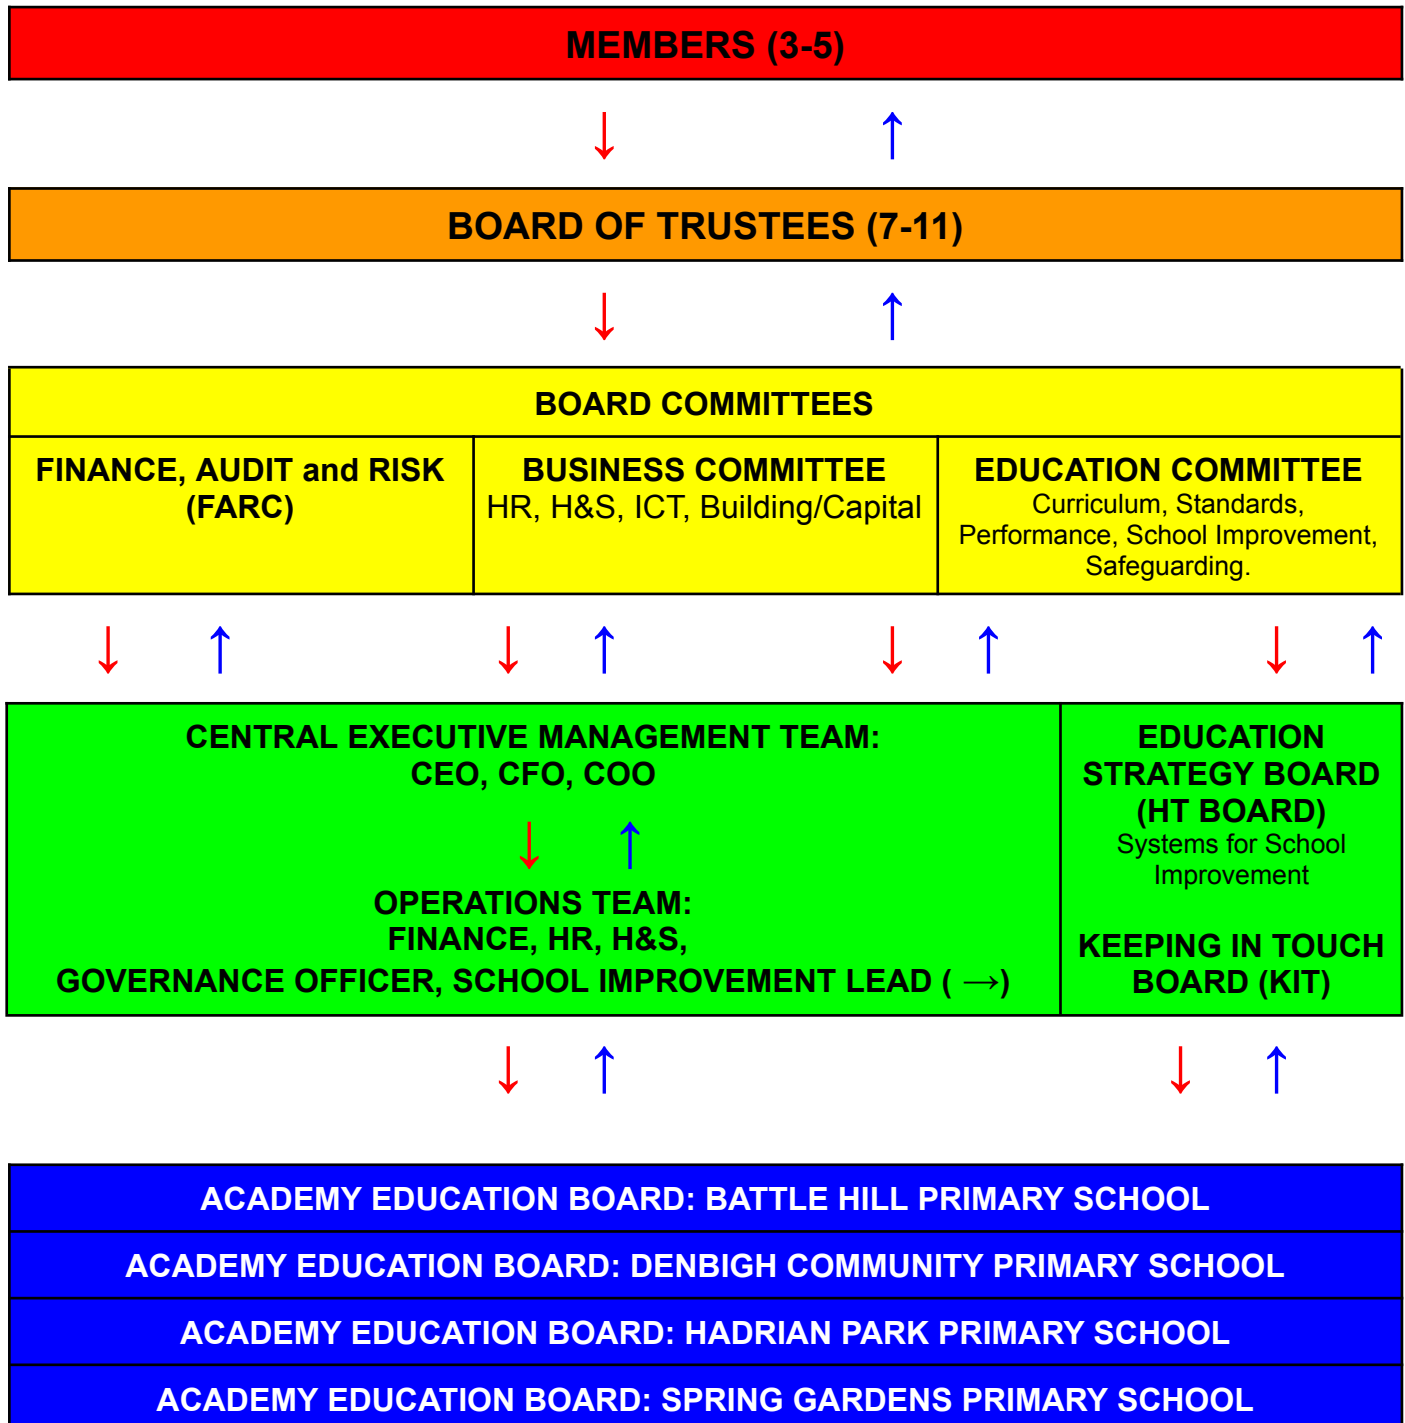 MEMBERS (3-5)
↓ ↑
BOARD OF TRUSTEES (7-11)
↓ ↑
BOARD COMMITTEES
FINANCE, AUDIT and RISK
(FARC)
BUSINESS COMMITTEE
HR, H&S, ICT, Building/Capital
EDUCATION COMMITTEE
Curriculum, Standards,
Performance, School Improvement,
Safeguarding.
↓ ↑ ↓ ↑ ↓ ↑ ↓ ↑
CENTRAL EXECUTIVE MANAGEMENT TEAM:
CEO, CFO, COO
↓ ↑
OPERATIONS TEAM:
FINANCE, HR, H&S,
GOVERNANCE OFFICER, SCHOOL IMPROVEMENT LEAD ( →)
EDUCATION
STRATEGY BOARD
(HT BOARD)
Systems for School
Improvement
KEEPING IN TOUCH
BOARD (KIT)
↓ ↑ ↓ ↑
ACADEMY EDUCATION BOARD: BATTLE HILL PRIMARY SCHOOL
ACADEMY EDUCATION BOARD: DENBIGH COMMUNITY PRIMARY SCHOOL
ACADEMY EDUCATION BOARD: HADRIAN PARK PRIMARY SCHOOL
ACADEMY EDUCATION BOARD: SPRING GARDENS PRIMARY SCHOOL